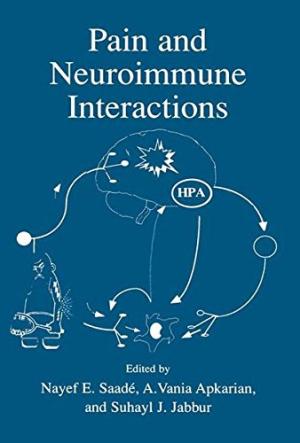 Pain and
Neuroimmune
Interactions
HPA
Edited by
Nayef E. Saadé, A.Vania Apkarian,
and Suhayl J. Jabbur